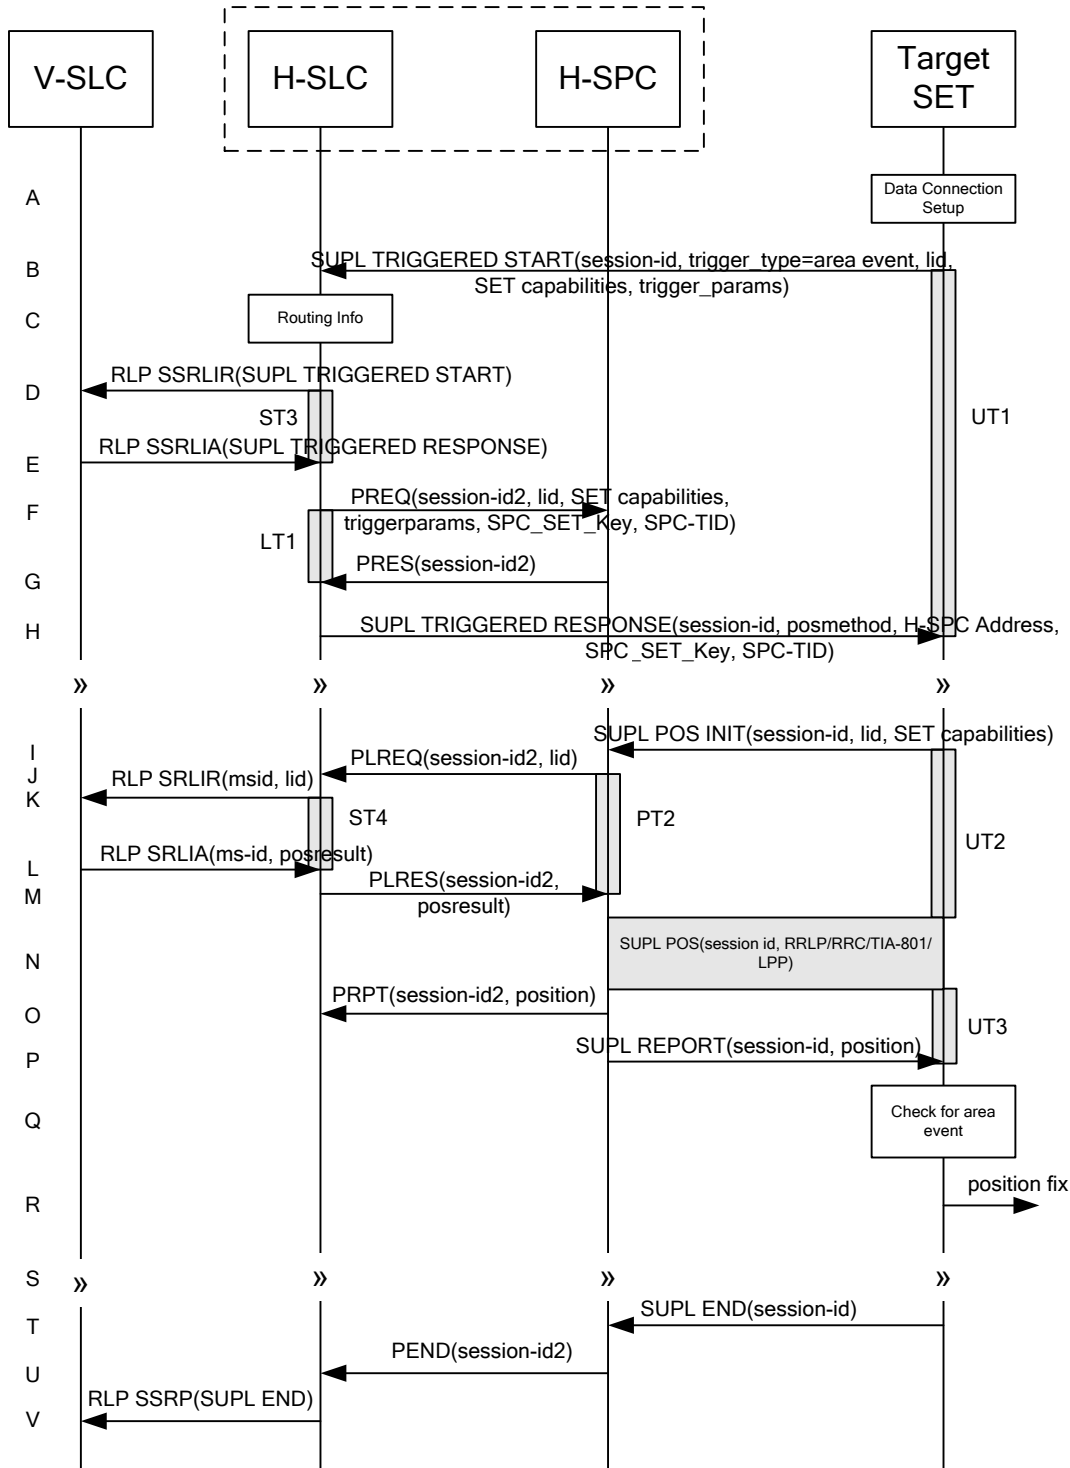 V-SLC
H-SLC
H-SPC
Target
SET
A
Data Connection
Setup
B
SUPL TRIGGERED START(session-id, trigger_type=area event, lid,
SET capabilities, trigger_params)
C
Routing Info
D
RLP SSRLIR(SUPL TRIGGERED START)
ST3
UT1
E
RLP SSRLIA(SUPL TRIGGERED RESPONSE)
F
PREQ(session-id2, lid, SET capabilities,
triggerparams, SPC_SET_Key, SPC-TID)
LT1
G
PRES(session-id2)
H
SUPL TRIGGERED RESPONSE(session-id, posmethod, H-SPC Address,
SPC_SET_Key, SPC-TID)
» » » »
I
SUPL POS INIT(session-id, lid, SET capabilities)
J
PLREQ(session-id2, lid)
K
RLP SRLIR(msid, lid)
ST4
PT2
UT2
L
RLP SRLIA(ms-id, posresult)
M
PLRES(session-id2,
posresult)
N
SUPL POS(session id, RRLP/RRC/TIA-801/
LPP)
O
PRPT(session-id2, position)
UT3
P
SUPL REPORT(session-id, position)
Q
Check for area
event
R
position fix
S
» » » »
T
SUPL END(session-id)
U
PEND(session-id2)
V
RLP SSRP(SUPL END)